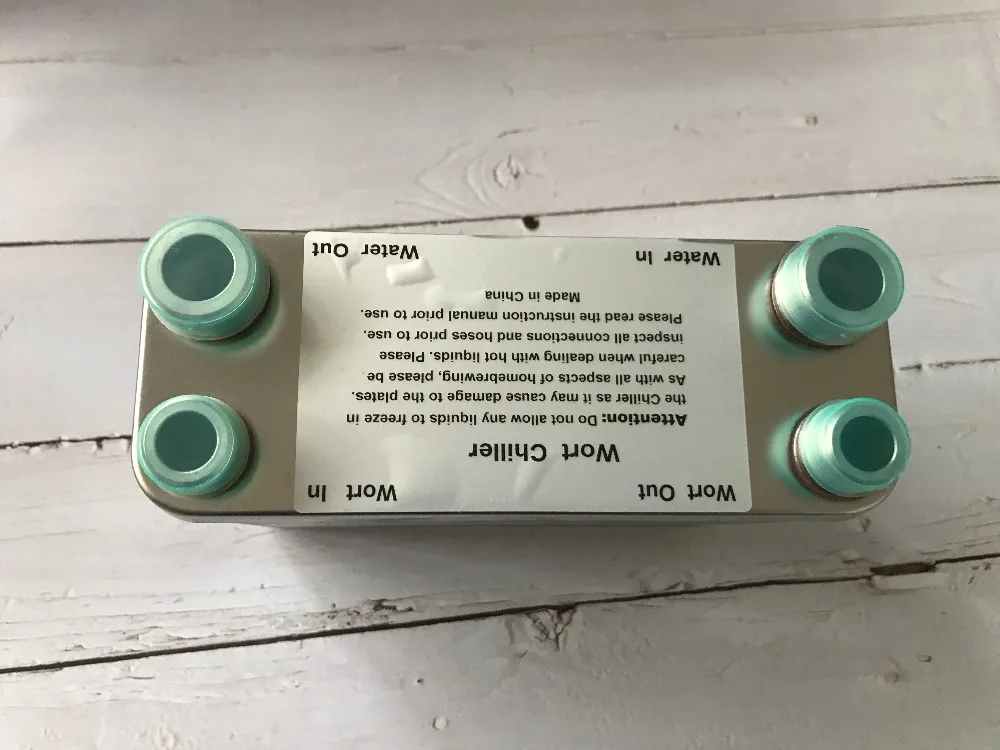 Wort Out Wort In
Wort Chiller
Attention: Do not allow any liquids to freeze in
the Chiller as it may cause damage to the plates.
As with all aspects of homebrewing, please be
careful when dealing with hot liquids. Please
inspect all connections and hoses prior to use.
Please read the instruction manual prior to use.
Made in China
Water In Water Out